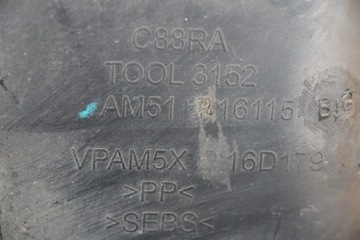 C88RA
TOOL 3152
AM51 R16115
VPAM5X 16D179
>PP<
>SEBS<